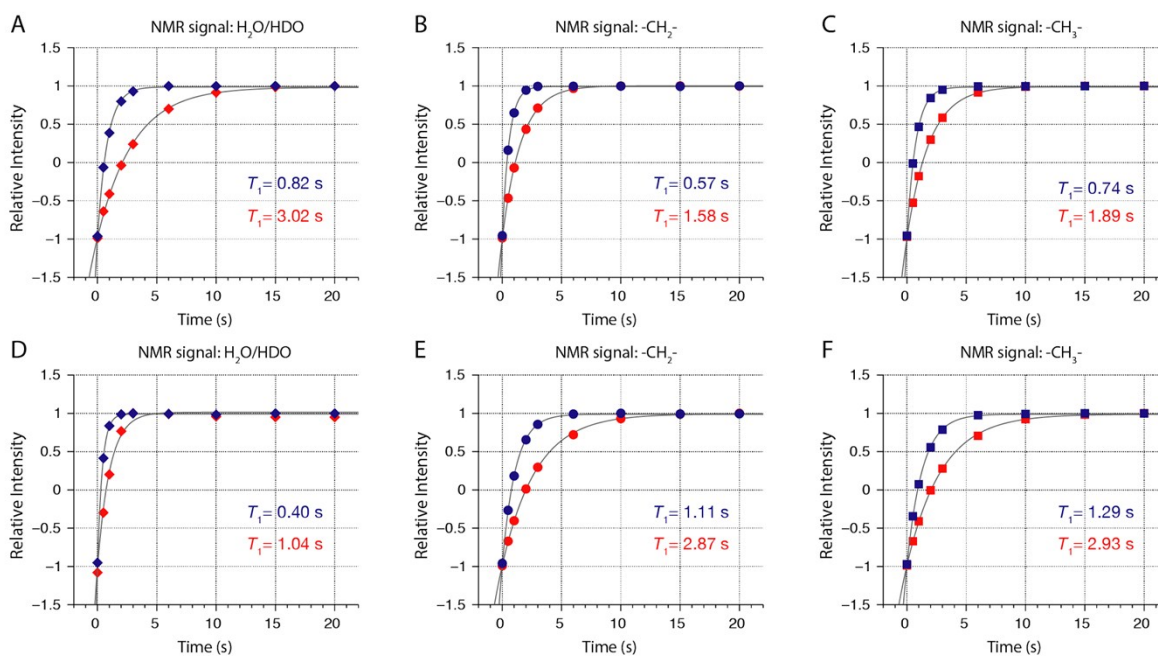 A
NMR signal: H₂O/HDO
1.5
1
0.5
0
−0.5
−1
−1.5
Relative Intensity
T₁= 0.82 s
T₁= 3.02 s
0 5 10 15 20
Time (s)
B
NMR signal: -CH₂-
1.5
1
0.5
0
−0.5
−1
−1.5
Relative Intensity
T₁= 0.57 s
T₁= 1.58 s
0 5 10 15 20
Time (s)
C
NMR signal: -CH₃-
1.5
1
0.5
0
−0.5
−1
−1.5
Relative Intensity
T₁= 0.74 s
T₁= 1.89 s
0 5 10 15 20
Time (s)
D
NMR signal: H₂O/HDO
1.5
1
0.5
0
−0.5
−1
−1.5
Relative Intensity
T₁= 0.40 s
T₁= 1.04 s
0 5 10 15 20
Time (s)
E
NMR signal: -CH₂-
1.5
1
0.5
0
−0.5
−1
−1.5
Relative Intensity
T₁= 1.11 s
T₁= 2.87 s
0 5 10 15 20
Time (s)
F
NMR signal: -CH₃-
1.5
1
0.5
0
−0.5
−1
−1.5
Relative Intensity
T₁= 1.29 s
T₁= 2.93 s
0 5 10 15 20
Time (s)